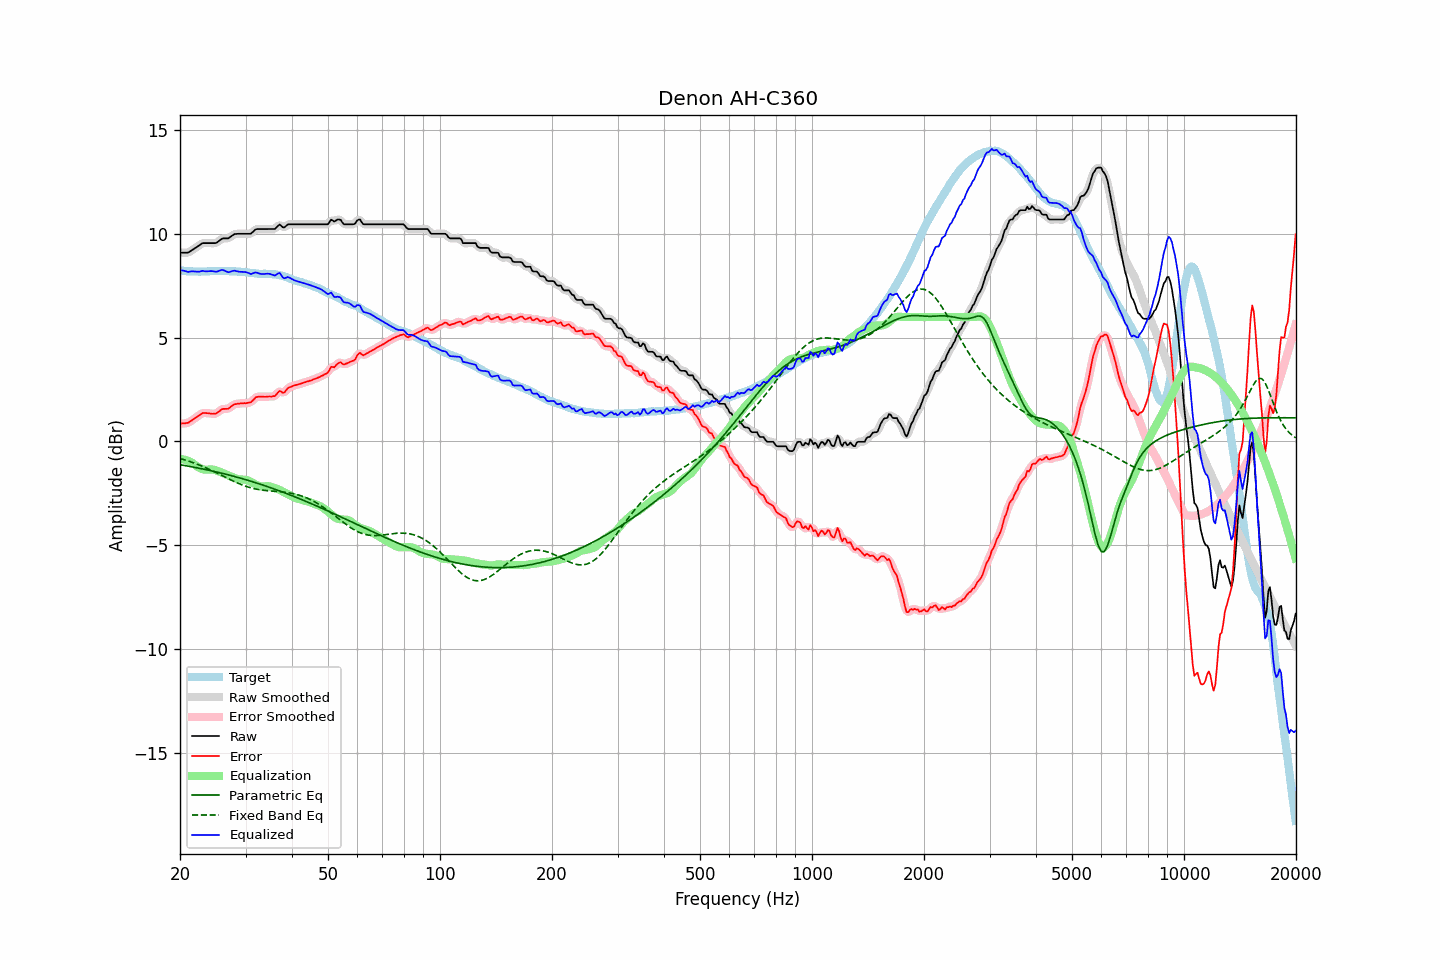 Denon AH-C360
Amplitude (dBr)
15
10
5
0
−5
−10
−15
Target
Raw Smoothed
Error Smoothed
Raw
Error
Equalization
Parametric Eq
Fixed Band Eq
Equalized
20 50 100 200 500 1000 2000 5000 10000 20000
Frequency (Hz)